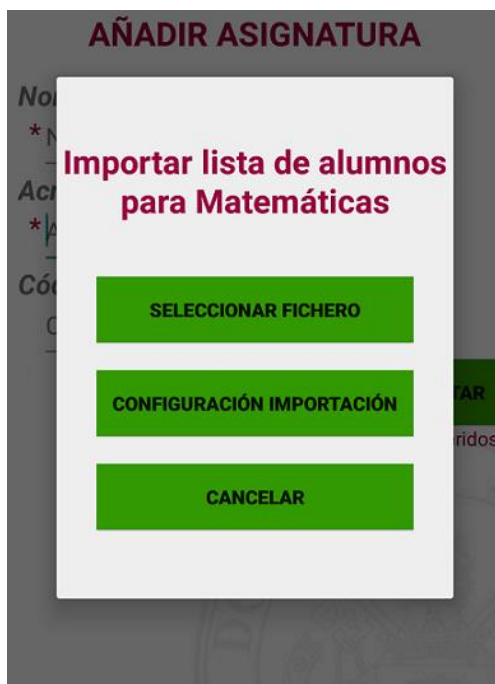 AÑADIR ASIGNATURA
Importar lista de alumnos
para Matemáticas
SELECCIONAR FICHERO
CONFIGURACIÓN IMPORTACIÓN
CANCELAR